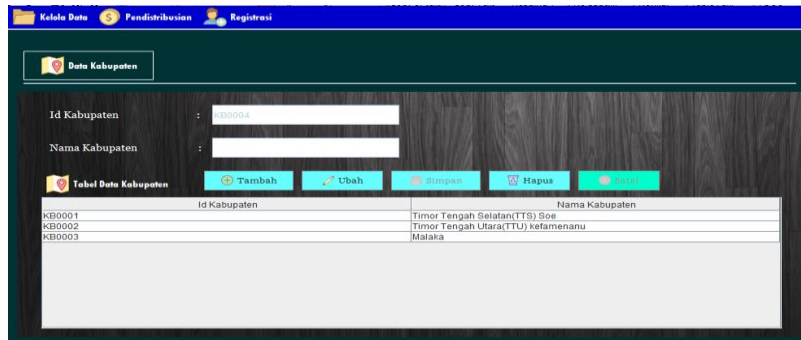 Kelola Data Pendistribusian Registrasi
Data Kabupaten
Id Kabupaten : KB0004
Nama Kabupaten :
Tabel Data Kabupaten Tambah Ubah Simpan Hapus Batal
Id Kabupaten Nama Kabupaten
KB0001 Timor Tengah Selatan(TTS) Soe
KB0002 Timor Tengah Utara(TTU) kefamenanu
KB0003 Malaka